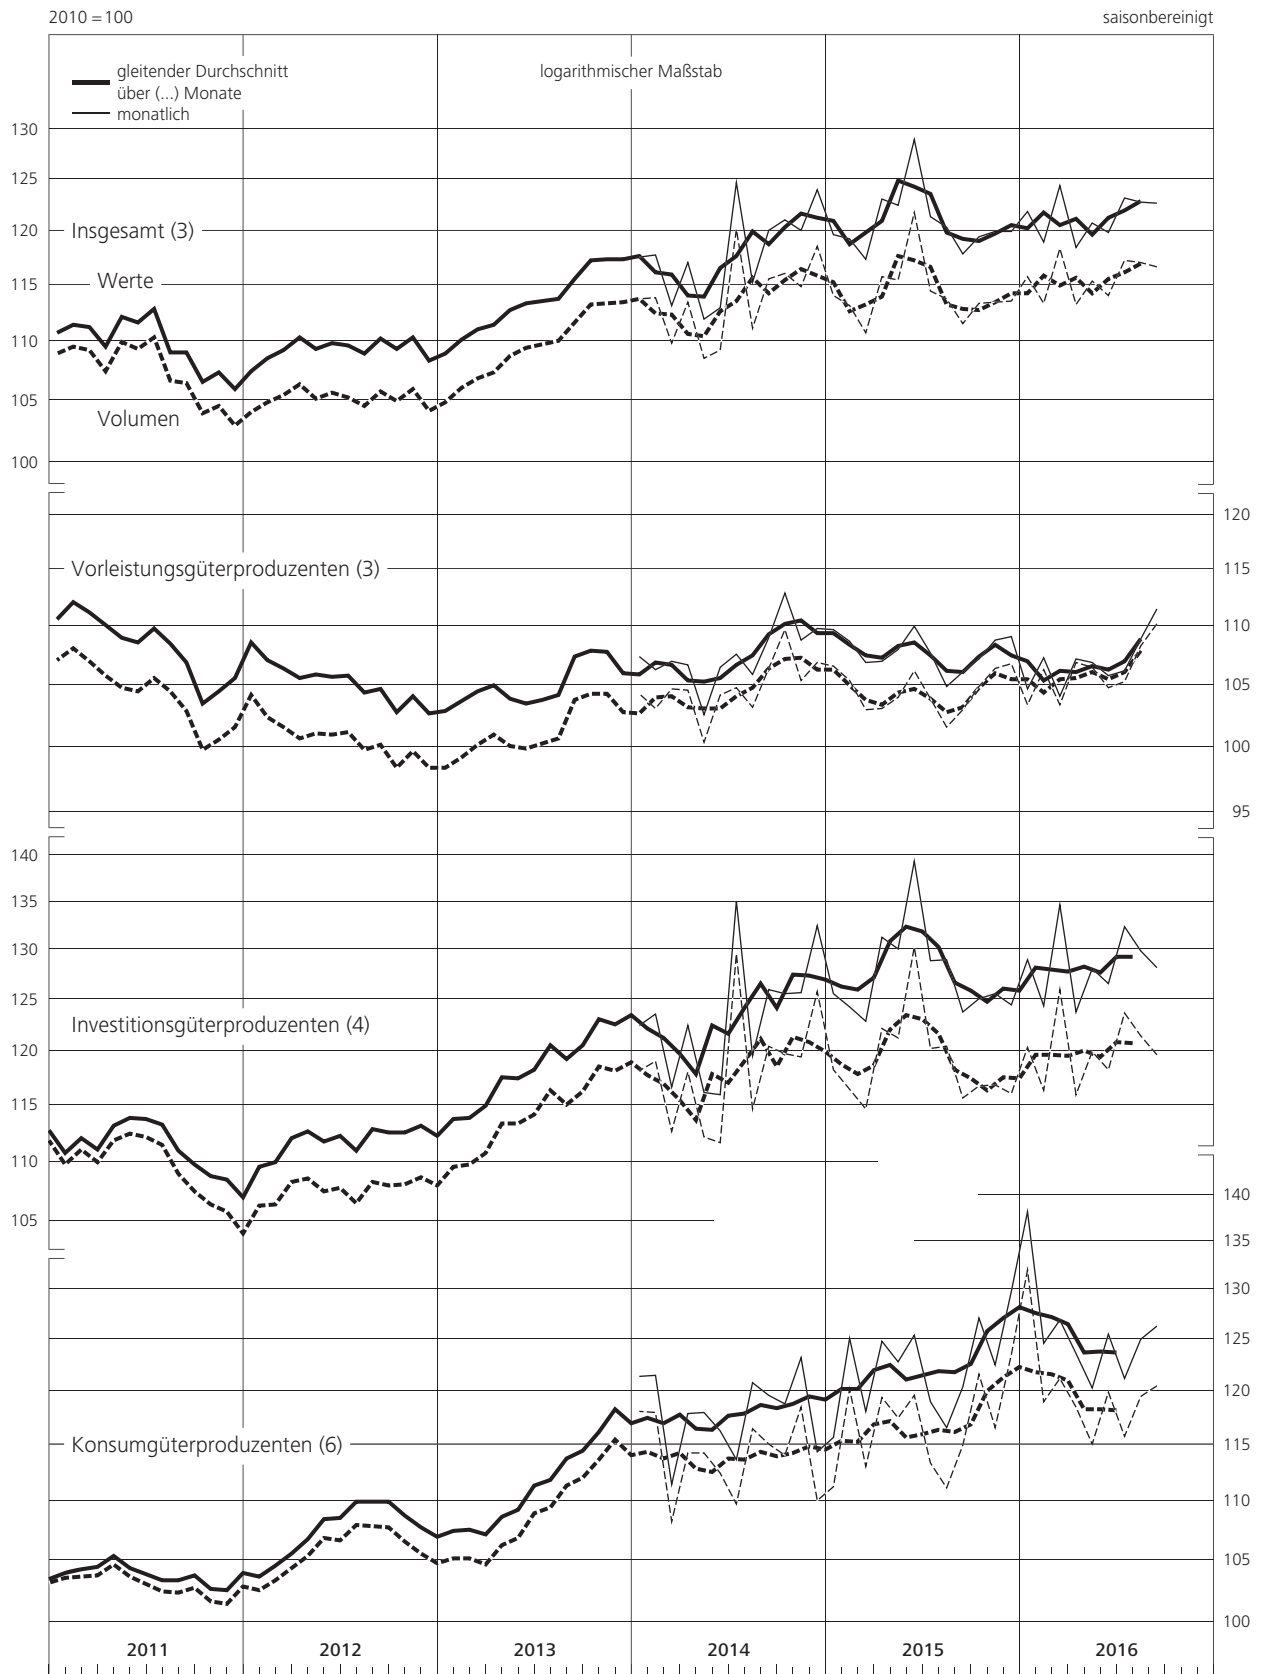 2010 = 100
saisonbereinigt
gleitender Durchschnitt
über (...) Monate
monatlich
logarithmischer Maßstab
130
125
120
115
110
105
100
Insgesamt (3)
Werte
Volumen
120
115
110
105
100
95
Vorleistungsgüterproduzenten (3)
140
135
130
125
120
115
110
105
Investitionsgüterproduzenten (4)
140
135
130
125
120
115
110
105
100
Konsumgüterproduzenten (6)
2011 2012 2013 2014 2015 2016